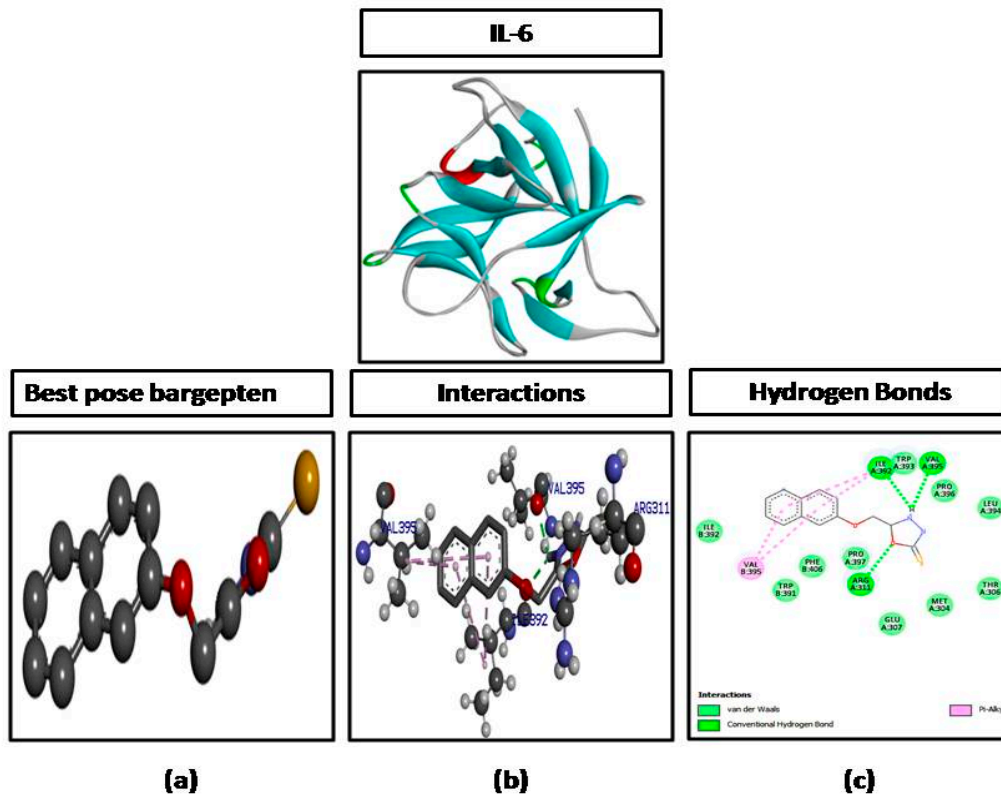 IL-6
Best pose bargepten
Interactions
Hydrogen Bonds
VAL395
VAL395
ARG311
ILE
A:392
TRP
A:393
VAL
A:395
PRO
A:396
LEU
A:394
ILE
B:392
VAL
B:395
PHE
B:406
PRO
A:397
TRP
B:391
ARG
A:311
THR
A:306
MET
A:304
GLU
A:307
Interactions
van der Waals
Conventional Hydrogen Bond
Pi-Alky
(a)
(b)
(c)